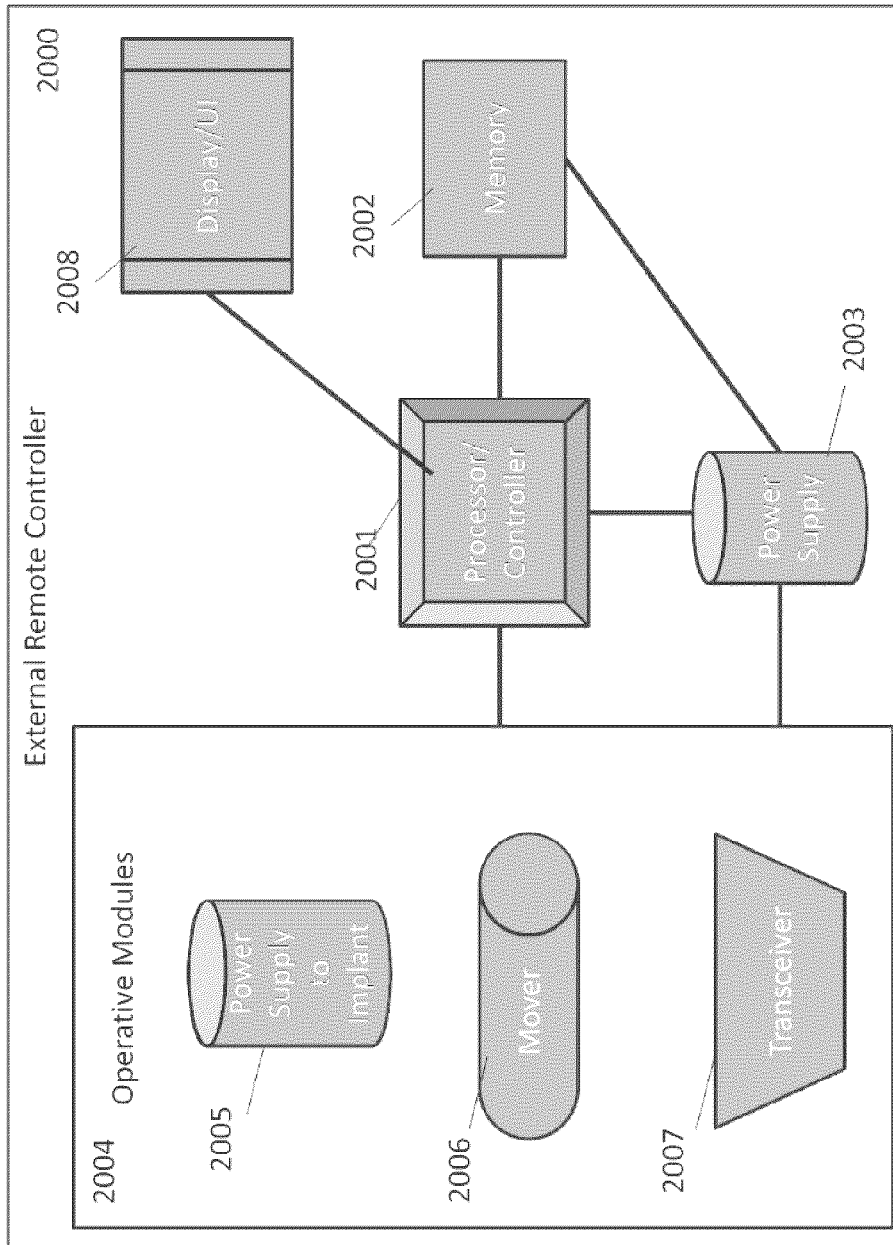 External Remote Controller
2000
2004
Operative Modules
2005
Power
Supply
to
Implant
2006
Mover
2007
Transceiver
2001
Processor/
Controller
2008
Display/UI
2002
Memory
2003
Power
Supply